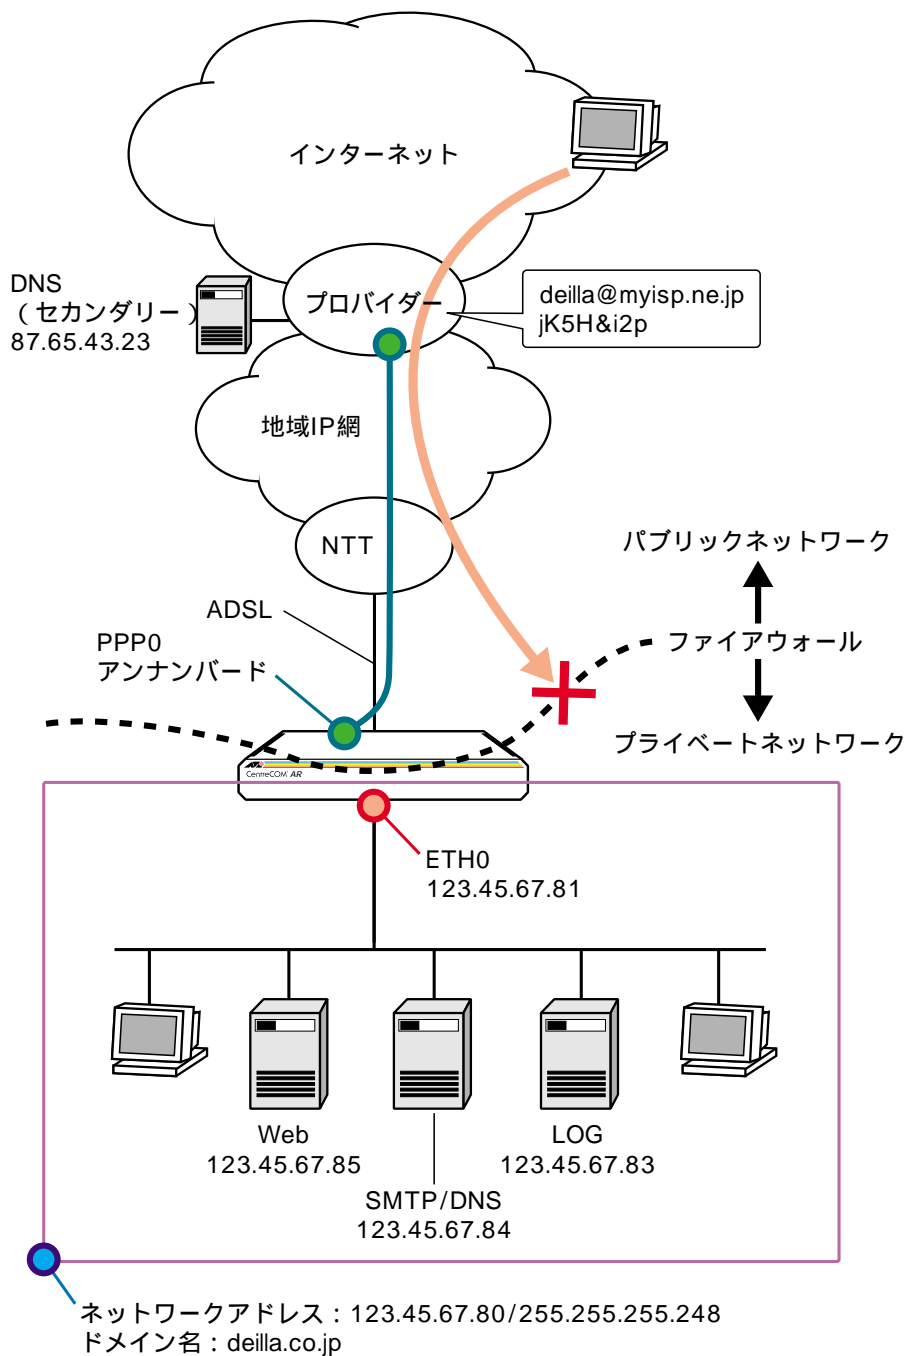 インターネット
DNS
（セカンダリー）
87.65.43.23
プロバイダー
deilla@myisp.ne.jp
jK5H&i2p
地域IP網
NTT
パブリックネットワーク
ADSL
ファイアウォール
PPP0
アンナンバード
プライベートネットワーク
CentreCOM AR
ETH0
123.45.67.81
Web
123.45.67.85
LOG
123.45.67.83
SMTP/DNS
123.45.67.84
ネットワークアドレス：123.45.67.80/255.255.255.248
ドメイン名：deilla.co.jp